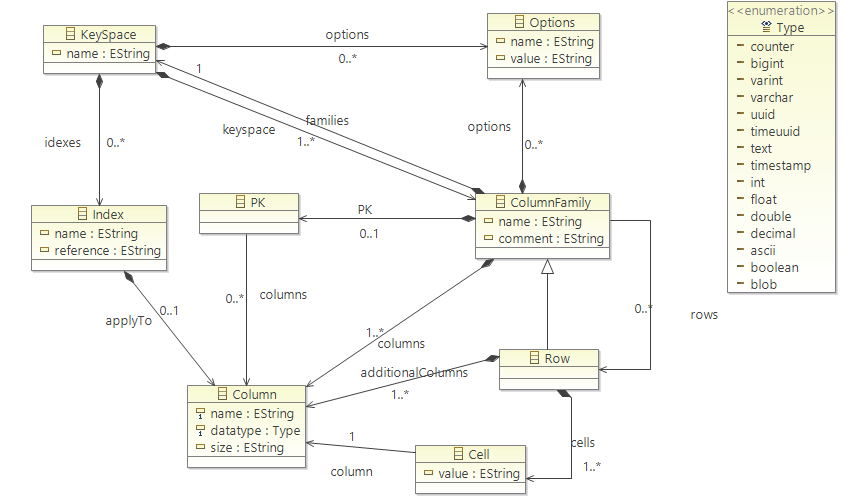 KeySpace
name : EString
options
0..*
Options
name : EString
value : EString
<<enumeration>>
Type
counter
bigint
varint
varchar
uuid
timeuuid
text
timestamp
int
float
double
decimal
ascii
boolean
blob
1
families
keyspace
1..*
idexes
0..*
options
0..*
Index
name : EString
reference : EString
PK
PK
0..1
ColumnFamily
name : EString
comment : EString
0..*
columns
applyTo
0..1
1..*
columns
0..*
rows
additionalColumns
1..*
Row
Column
name : EString
datatype : Type
size : EString
1
column
Cell
value : EString
cells
1..*